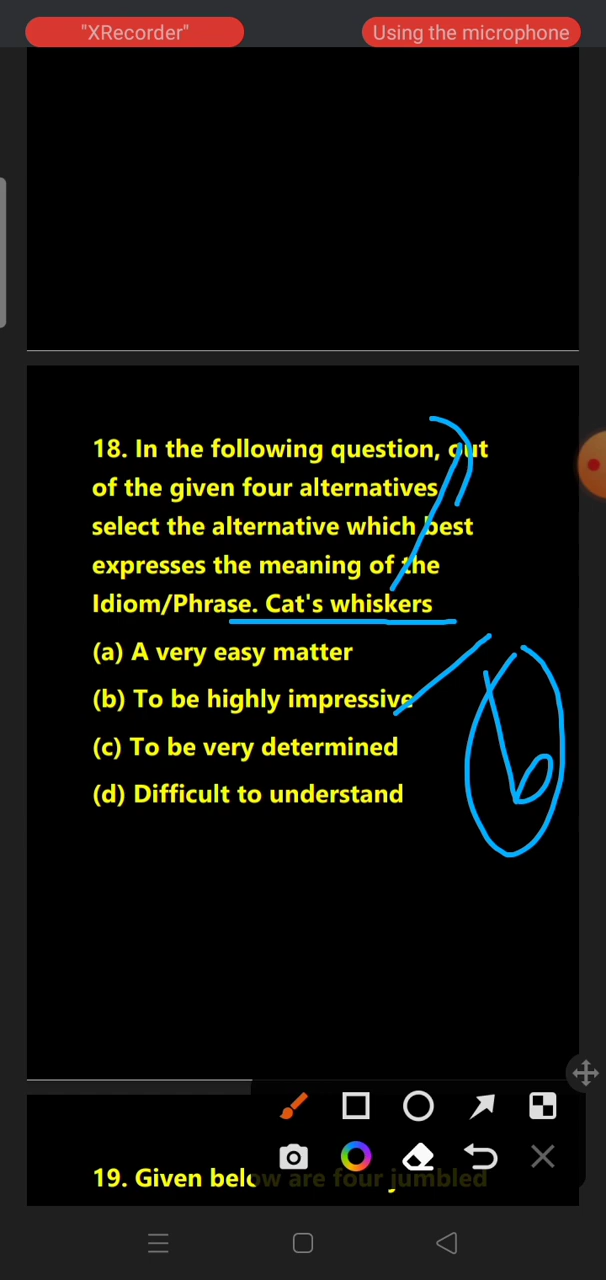 "XRecorder"
Using the microphone
18. In the following question, out
of the given four alternatives,
select the alternative which best
expresses the meaning of the
Idiom/Phrase. Cat's whiskers
(a) A very easy matter
(b) To be highly impressive
(c) To be very determined
(d) Difficult to understand
b
19. Given below are four jumbled